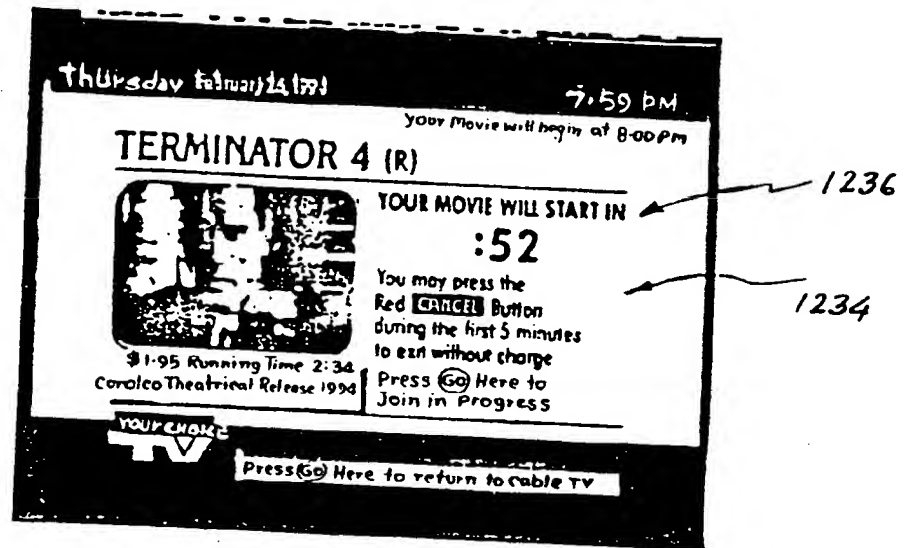 Thursday February
7:59 PM
Your Movie will begin at 8:00 PM
TERMINATOR 4 (R)
YOUR MOVIE WILL START IN
:52
You may press the
Red CANCEL Button
during the first 5 minutes
to exit without charge
$1.95 Running Time 2:34
Carolco Theatrical Release 1994
Press GO Here to
Join in Progress
YOUR CHOICE
TV
Press GO Here to return to cable TV
1236
1234